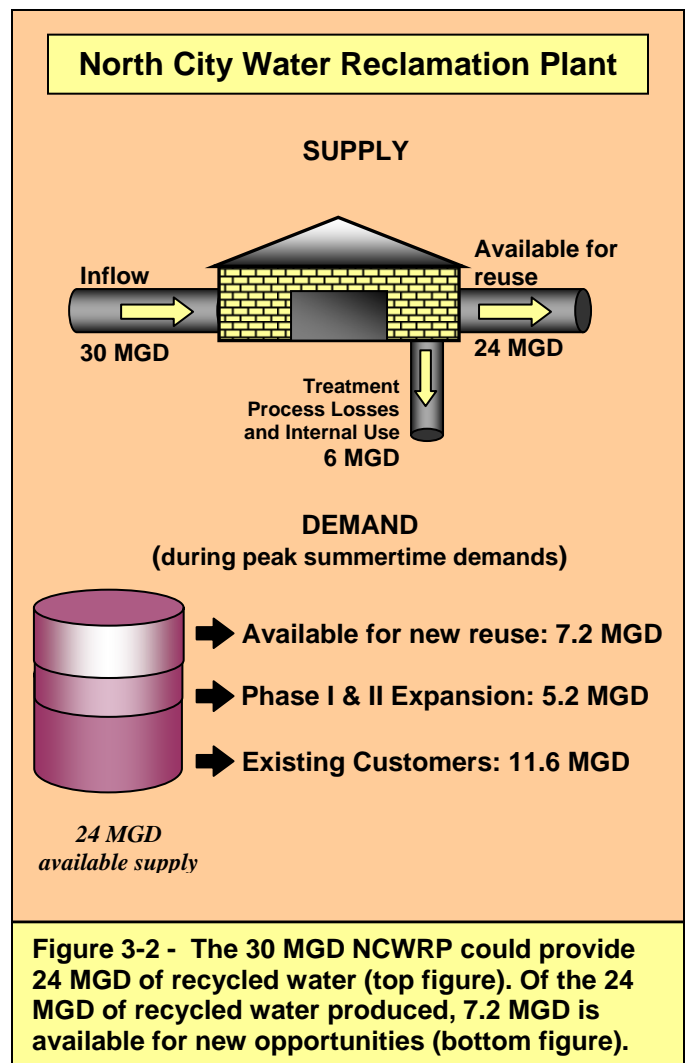 North City Water Reclamation Plant
SUPPLY
Inflow
30 MGD
Available for
reuse
24 MGD
Treatment
Process Losses
and Internal Use
6 MGD
DEMAND
(during peak summertime demands)
Available for new reuse: 7.2 MGD
Phase I & II Expansion: 5.2 MGD
Existing Customers: 11.6 MGD
24 MGD
available supply
Figure 3-2 - The 30 MGD NCWRP could provide
24 MGD of recycled water (top figure). Of the 24
MGD of recycled water produced, 7.2 MGD is
available for new opportunities (bottom figure).